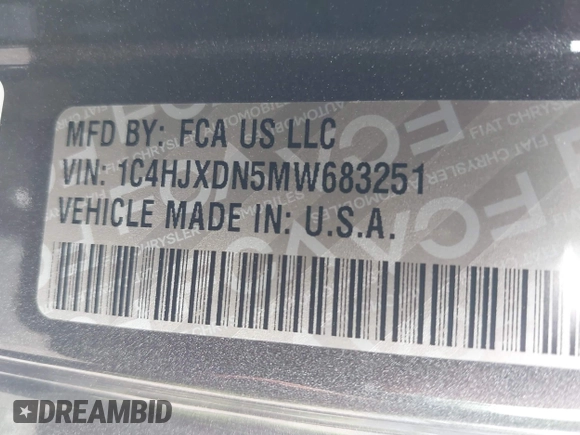 MFD BY: FCA US LLC
VIN: 1C4HJXDN5MW683251
VEHICLE MADE IN: U.S.A.
DREAMBID